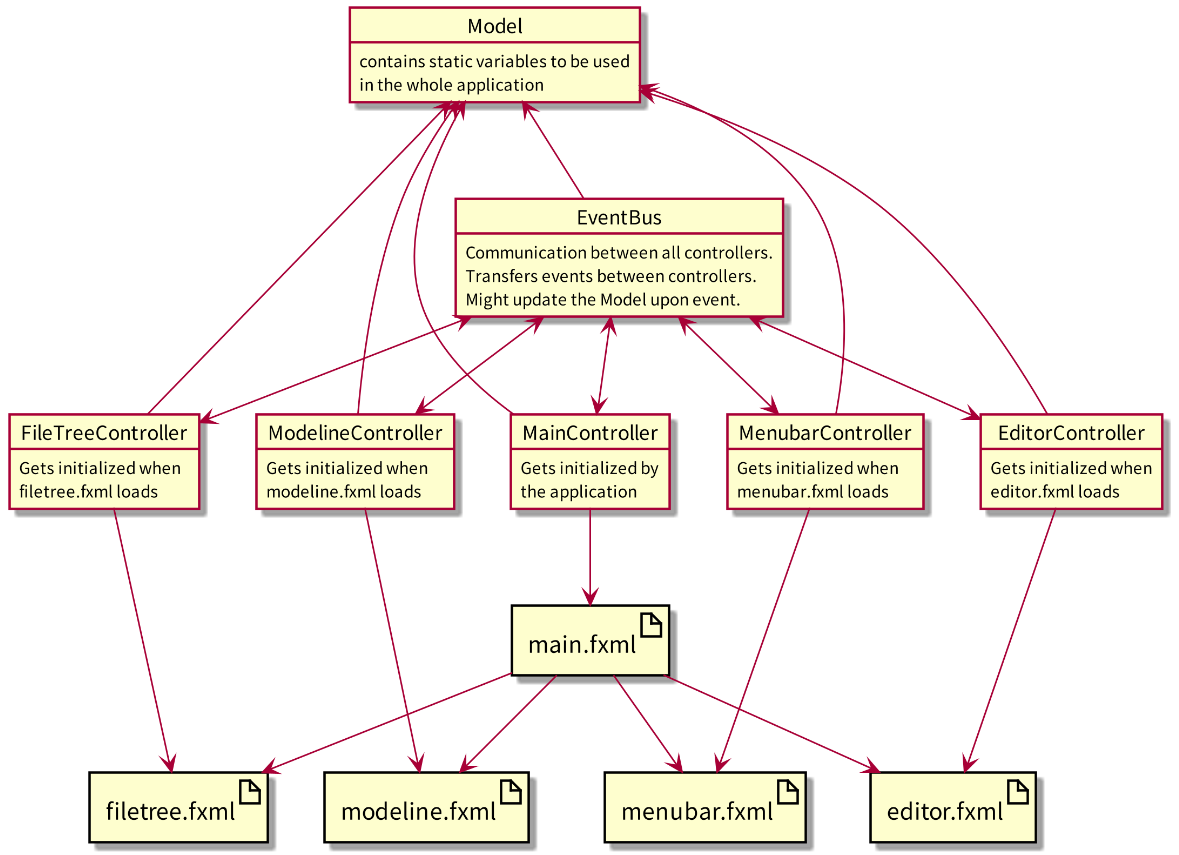 Model
contains static variables to be used
in the whole application
EventBus
Communication between all controllers.
Transfers events between controllers.
Might update the Model upon event.
FileTreeController
Gets initialized when
filetree.fxml loads
ModelineController
Gets initialized when
modeline.fxml loads
MainController
Gets initialized by
the application
MenubarController
Gets initialized when
menubar.fxml loads
EditorController
Gets initialized when
editor.fxml loads
main.fxml
filetree.fxml
modeline.fxml
menubar.fxml
editor.fxml